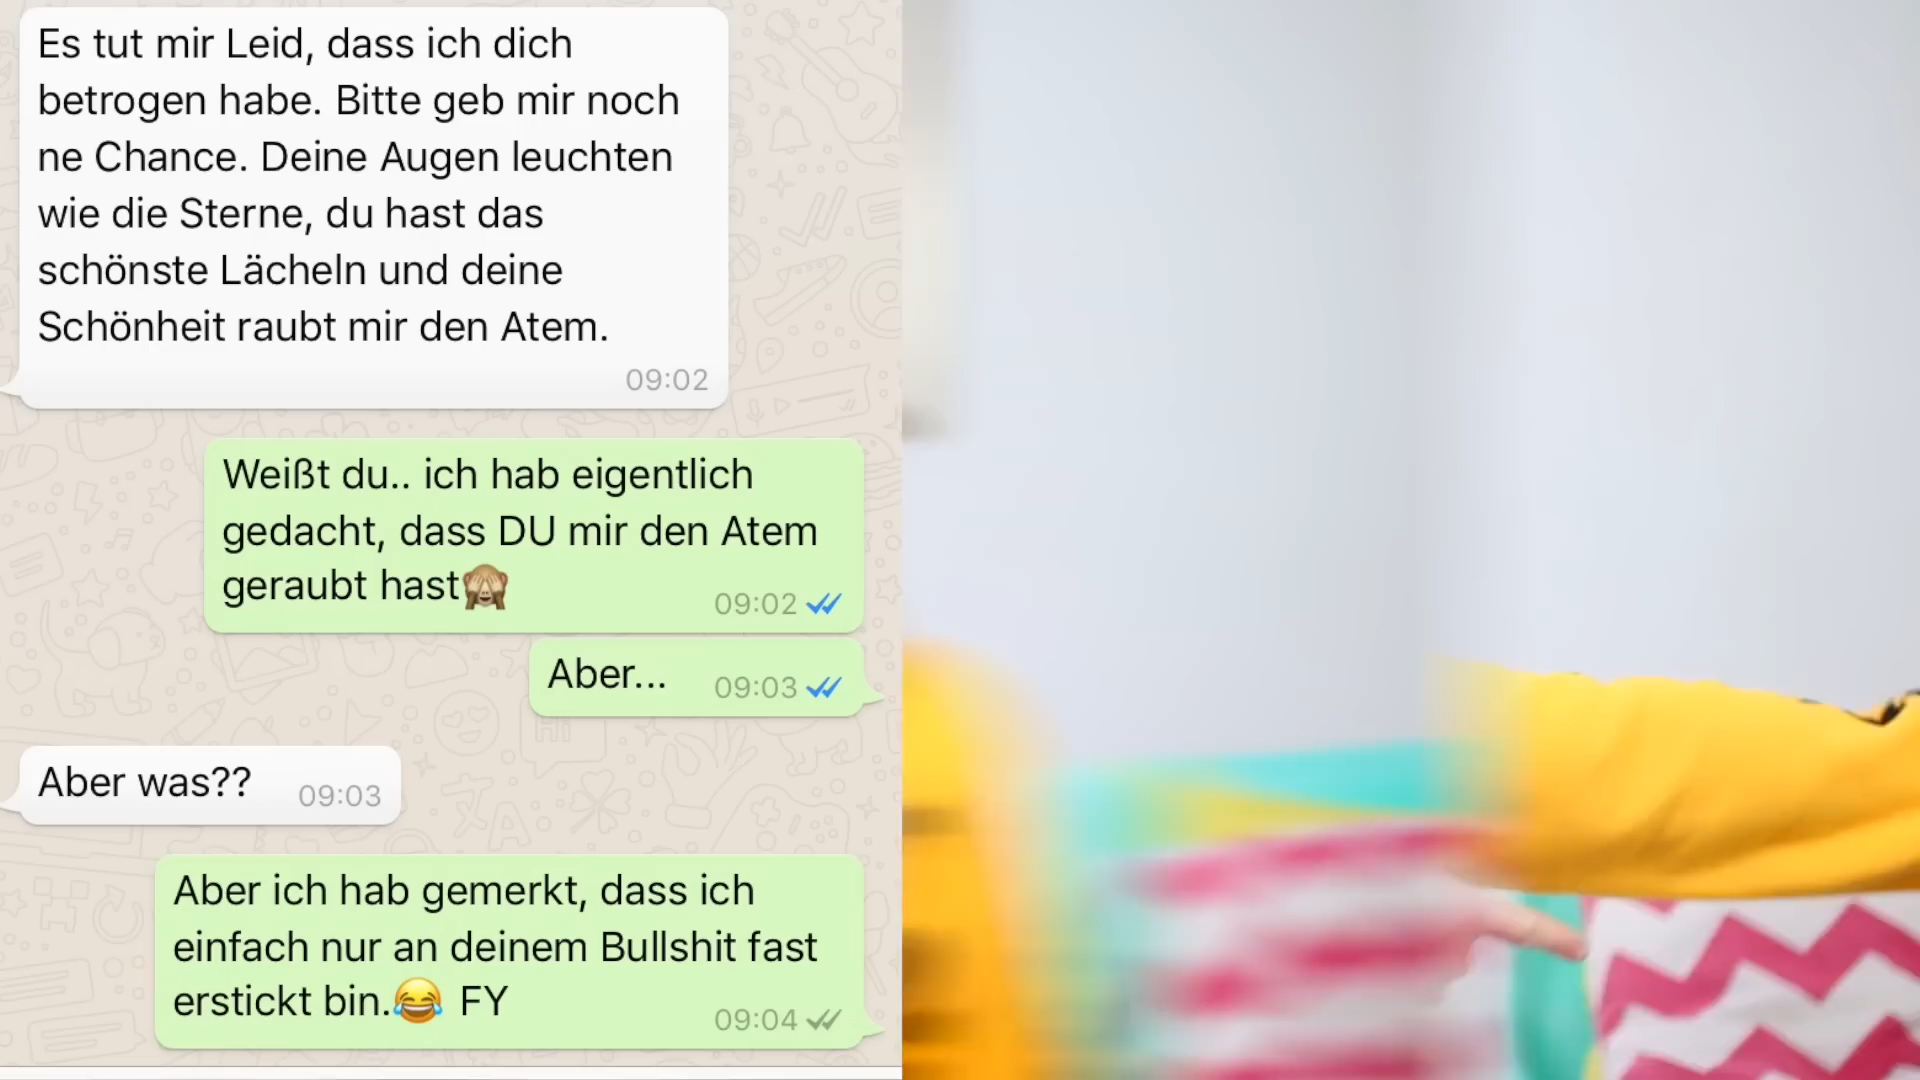 Es tut mir Leid, dass ich dich
betrogen habe. Bitte geb mir noch
ne Chance. Deine Augen leuchten
wie die Sterne, du hast das
schönste Lächeln und deine
Schönheit raubt mir den Atem.
09:02
Weißt du.. ich hab eigentlich
gedacht, dass DU mir den Atem
geraubt hast🙈
09:02
Aber...
09:03
Aber was??
09:03
Aber ich hab gemerkt, dass ich
einfach nur an deinem Bullshit fast
erstickt bin.😂 FY
09:04